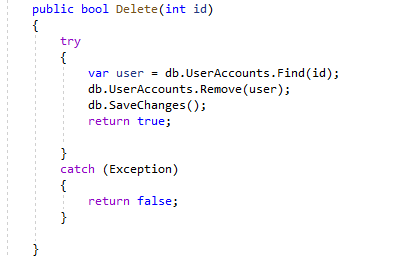 public bool Delete(int id)
{
try
{
var user = db.UserAccounts.Find(id);
db.UserAccounts.Remove(user);
db.SaveChanges();
return true;
}
catch (Exception)
{
return false;
}
}